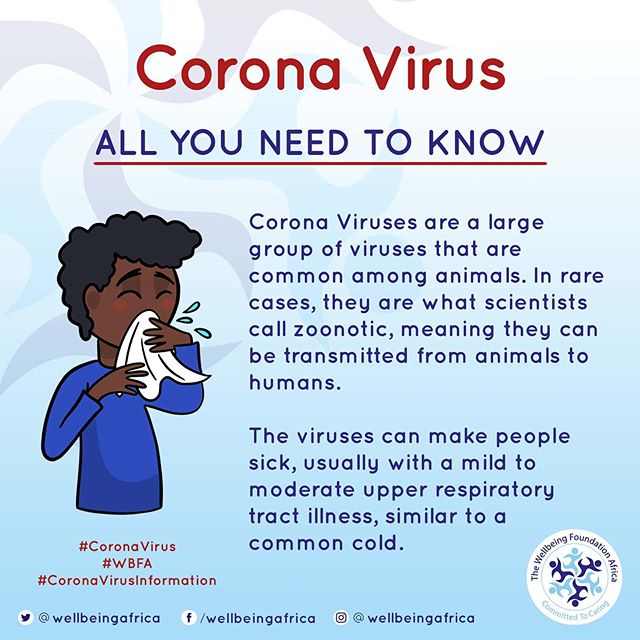 Corona Virus
ALL YOU NEED TO KNOW
Corona Viruses are a large
group of viruses that are
common among animals. In rare
cases, they are what scientists
call zoonotic, meaning they can
be transmitted from animals to
humans.
The viruses can make people
sick, usually with a mild to
moderate upper respiratory
tract illness, similar to a
common cold.
#CoronaVirus
#WBFA
#CoronaVirusInformation
The Wellbeing Foundation Africa
Committed To Caring
@wellbeingafrica /wellbeingafrica @wellbeingafrica